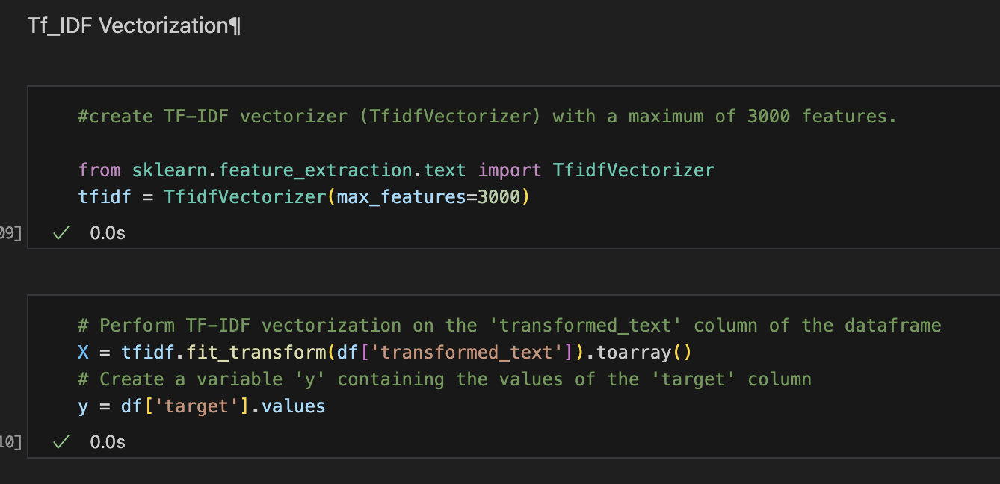 Tf_IDF Vectorization¶
#create TF-IDF vectorizer (TfidfVectorizer) with a maximum of 3000 features.
from sklearn.feature_extraction.text import TfidfVectorizer
tfidf = TfidfVectorizer(max_features=3000)
09]
0.0s
# Perform TF-IDF vectorization on the 'transformed_text' column of the dataframe
X = tfidf.fit_transform(df['transformed_text']).toarray()
# Create a variable 'y' containing the values of the 'target' column
y = df['target'].values
10]
0.0s